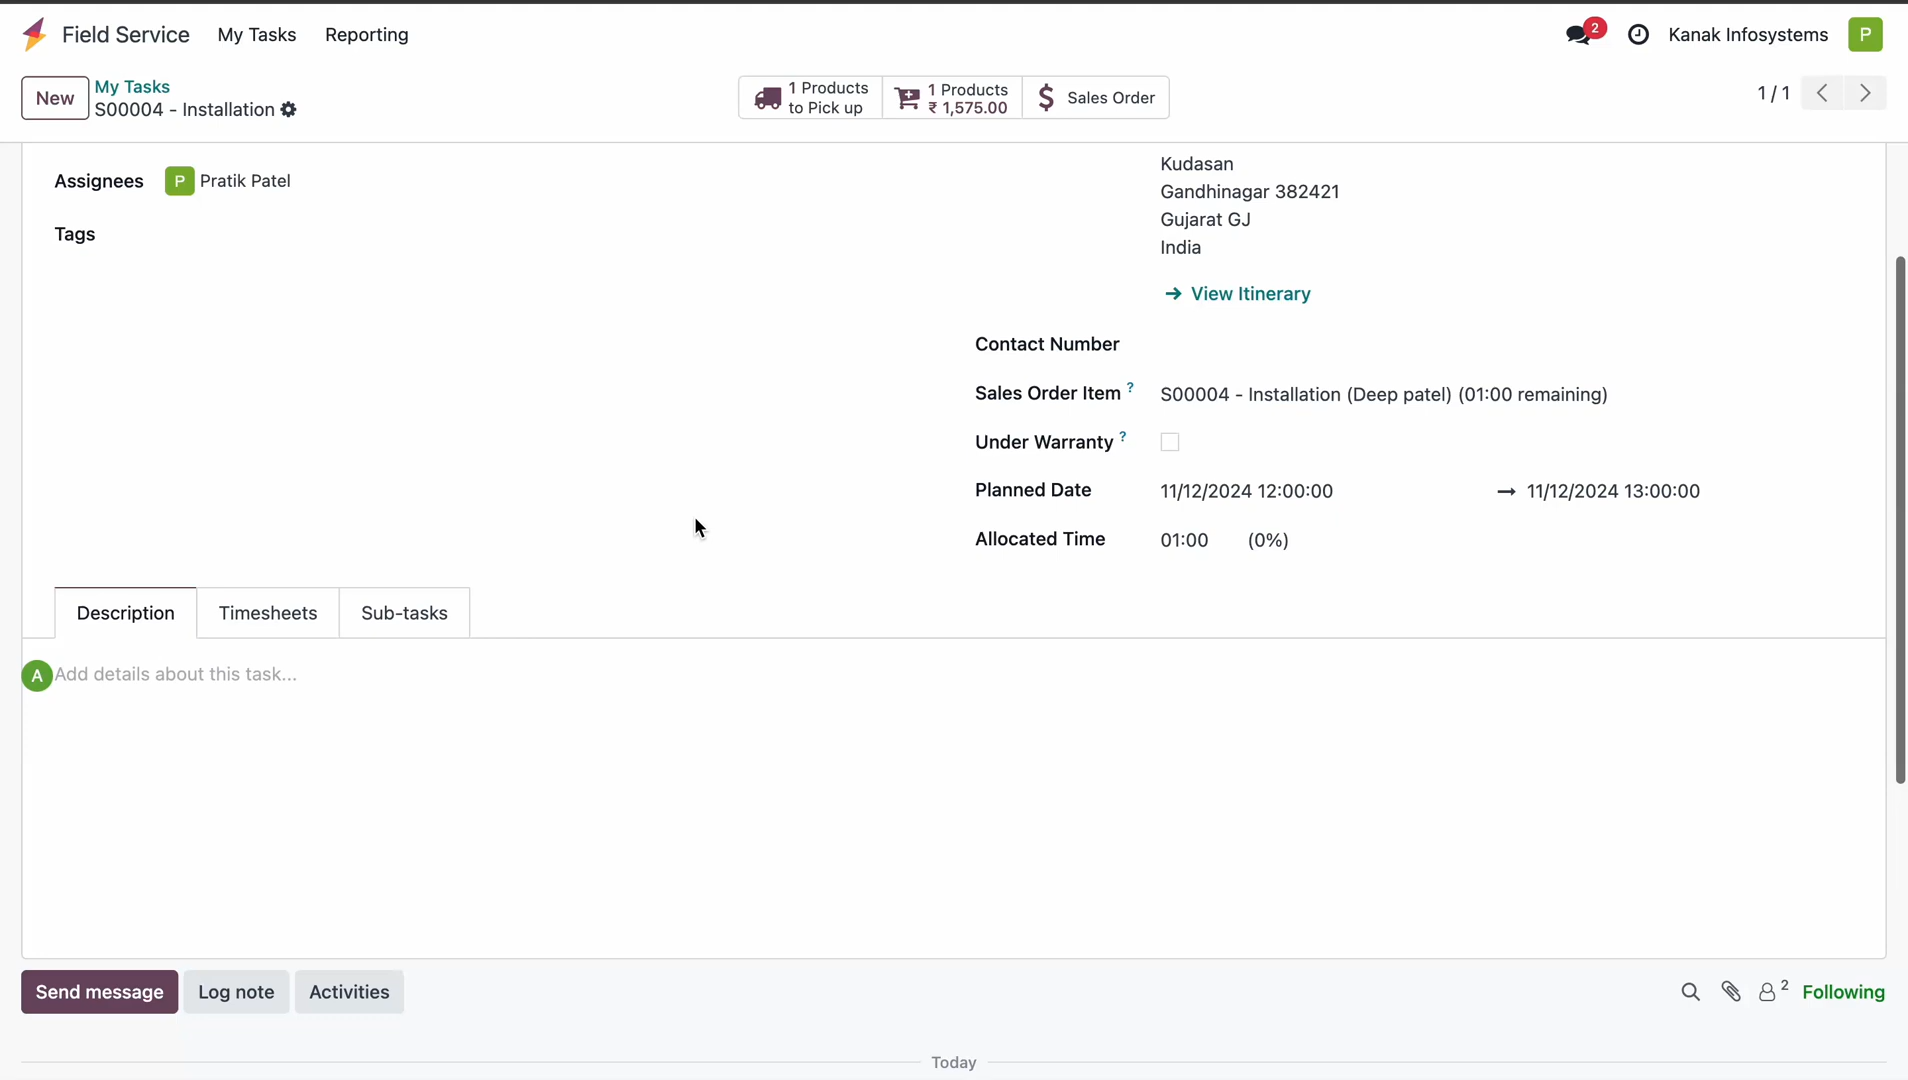 Field Service My Tasks Reporting 2 Kanak Infosystems P
New My Tasks
S00004 - Installation
1 Products
to Pick up
1 Products
₹ 1,575.00
Sales Order
1 / 1
Assignees P Pratik Patel
Tags
Kudasan
Gandhinagar 382421
Gujarat GJ
India
→ View Itinerary
Contact Number
Sales Order Item ? S00004 - Installation (Deep patel) (01:00 remaining)
Under Warranty ?
Planned Date 11/12/2024 12:00:00 → 11/12/2024 13:00:00
Allocated Time 01:00 (0%)
Description Timesheets Sub-tasks
A Add details about this task...
Send message Log note Activities 2 Following
Today